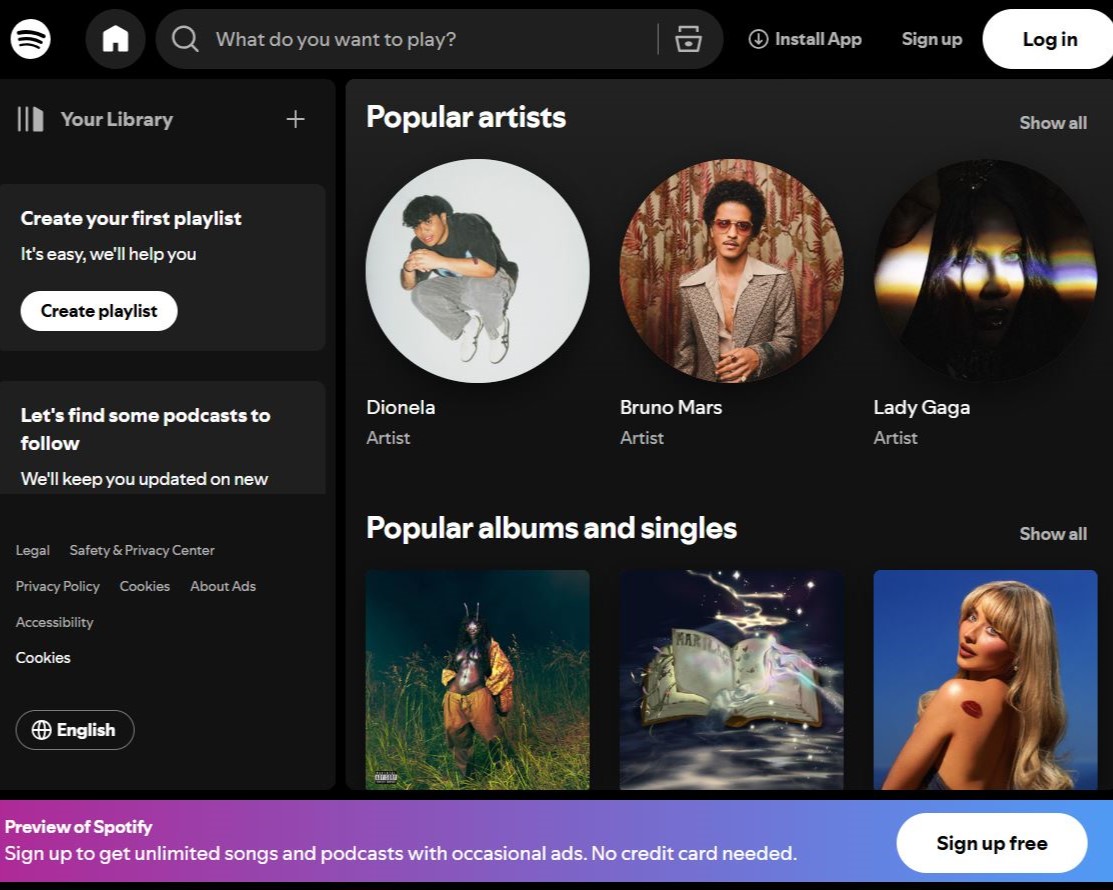 What do you want to play?
Install App
Sign up
Log in
Your Library
Create your first playlist
It's easy, we'll help you
Create playlist
Let's find some podcasts to
follow
We'll keep you updated on new
Legal Safety & Privacy Center
Privacy Policy Cookies About Ads
Accessibility
Cookies
English
Popular artists
Show all
Dionela
Artist
Bruno Mars
Artist
Lady Gaga
Artist
Popular albums and singles
Show all
Preview of Spotify
Sign up to get unlimited songs and podcasts with occasional ads. No credit card needed.
Sign up free